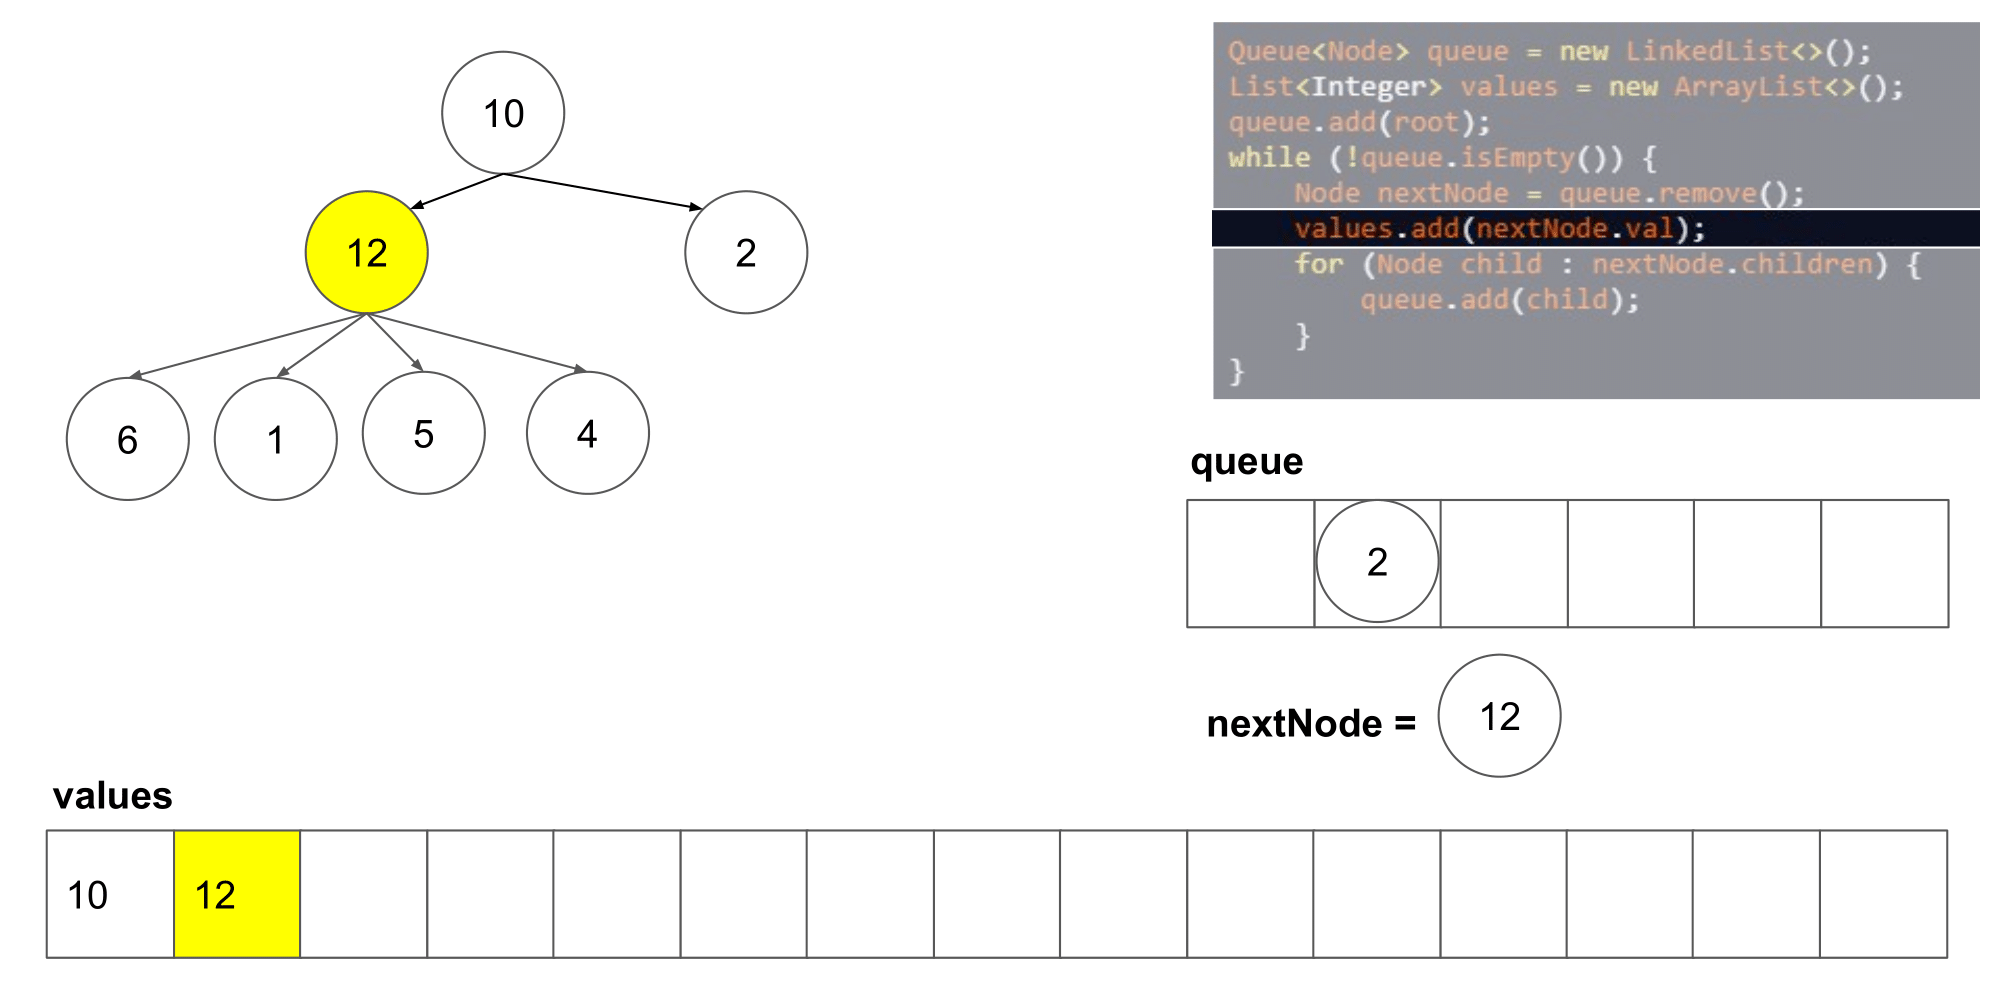 10
12
2
6
1
5
4
Queue<Node> queue = new LinkedList<>();
List<Integer> values = new ArrayList<>();
queue.add(root);
while (!queue.isEmpty()) {
    Node nextNode = queue.remove();
    values.add(nextNode.val);
    for (Node child : nextNode.children) {
        queue.add(child);
    }
}
queue
2
nextNode = 12
values
10 12